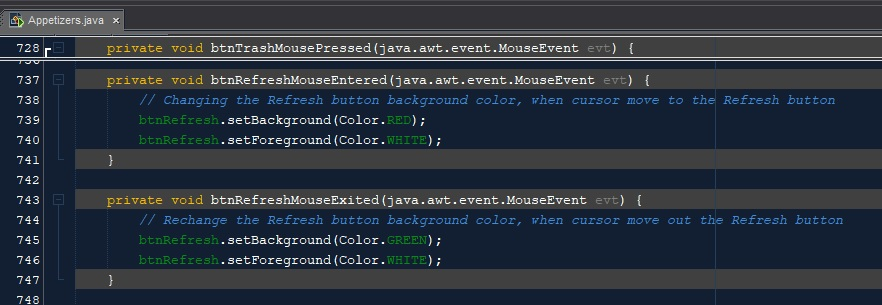 Appetizers.java ×
728 private void btnTrashMousePressed(java.awt.event.MouseEvent evt) {
737 private void btnRefreshMouseEntered(java.awt.event.MouseEvent evt) {
738 // Changing the Refresh button background color, when cursor move to the Refresh button
739 btnRefresh.setBackground(Color.RED);
740 btnRefresh.setForeground(Color.WHITE);
741 }
742
743 private void btnRefreshMouseExited(java.awt.event.MouseEvent evt) {
744 // Rechange the Refresh button background color, when cursor move out the Refresh button
745 btnRefresh.setBackground(Color.GREEN);
746 btnRefresh.setForeground(Color.WHITE);
747 }
748